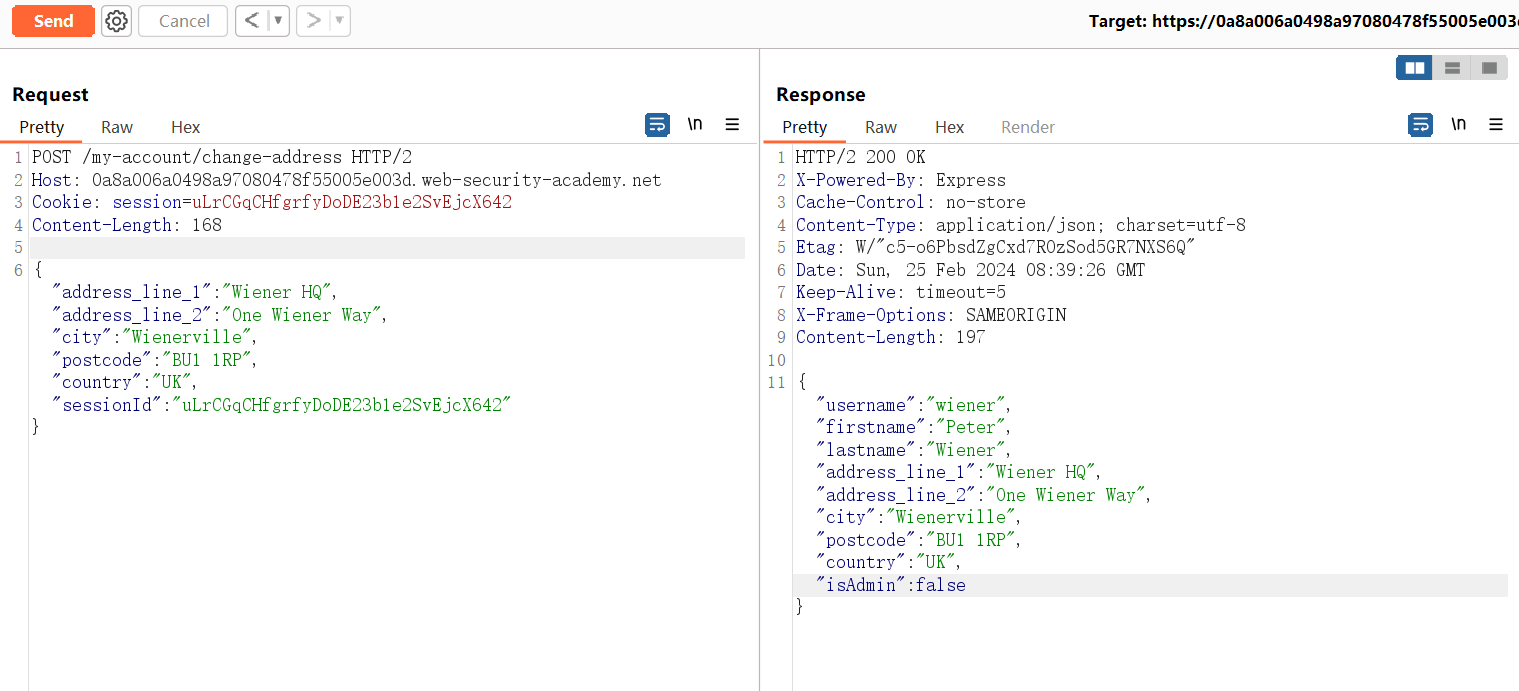 Send Cancel < ▼ > ▼ Target: https://0a8a006a0498a97080478f55005e003
Request
Pretty Raw Hex \n ≡
1 POST /my-account/change-address HTTP/2
2 Host: 0a8a006a0498a97080478f55005e003d.web-security-academy.net
3 Cookie: session=uLrCGqCHfgrfyDoDE23b1e2SvEjcX642
4 Content-Length: 168
5
6 {
"address_line_1":"Wiener HQ",
"address_line_2":"One Wiener Way",
"city":"Wienerville",
"postcode":"BU1 1RP",
"country":"UK",
"sessionId":"uLrCGqCHfgrfyDoDE23b1e2SvEjcX642"
}
Response
Pretty Raw Hex Render \n ≡
1 HTTP/2 200 OK
2 X-Powered-By: Express
3 Cache-Control: no-store
4 Content-Type: application/json; charset=utf-8
5 Etag: W/"c5-o6PbsdZgCxd7R0zSod5GR7NXS6Q"
6 Date: Sun, 25 Feb 2024 08:39:26 GMT
7 Keep-Alive: timeout=5
8 X-Frame-Options: SAMEORIGIN
9 Content-Length: 197
10
11 {
"username":"wiener",
"firstname":"Peter",
"lastname":"Wiener",
"address_line_1":"Wiener HQ",
"address_line_2":"One Wiener Way",
"city":"Wienerville",
"postcode":"BU1 1RP",
"country":"UK",
"isAdmin":false
}